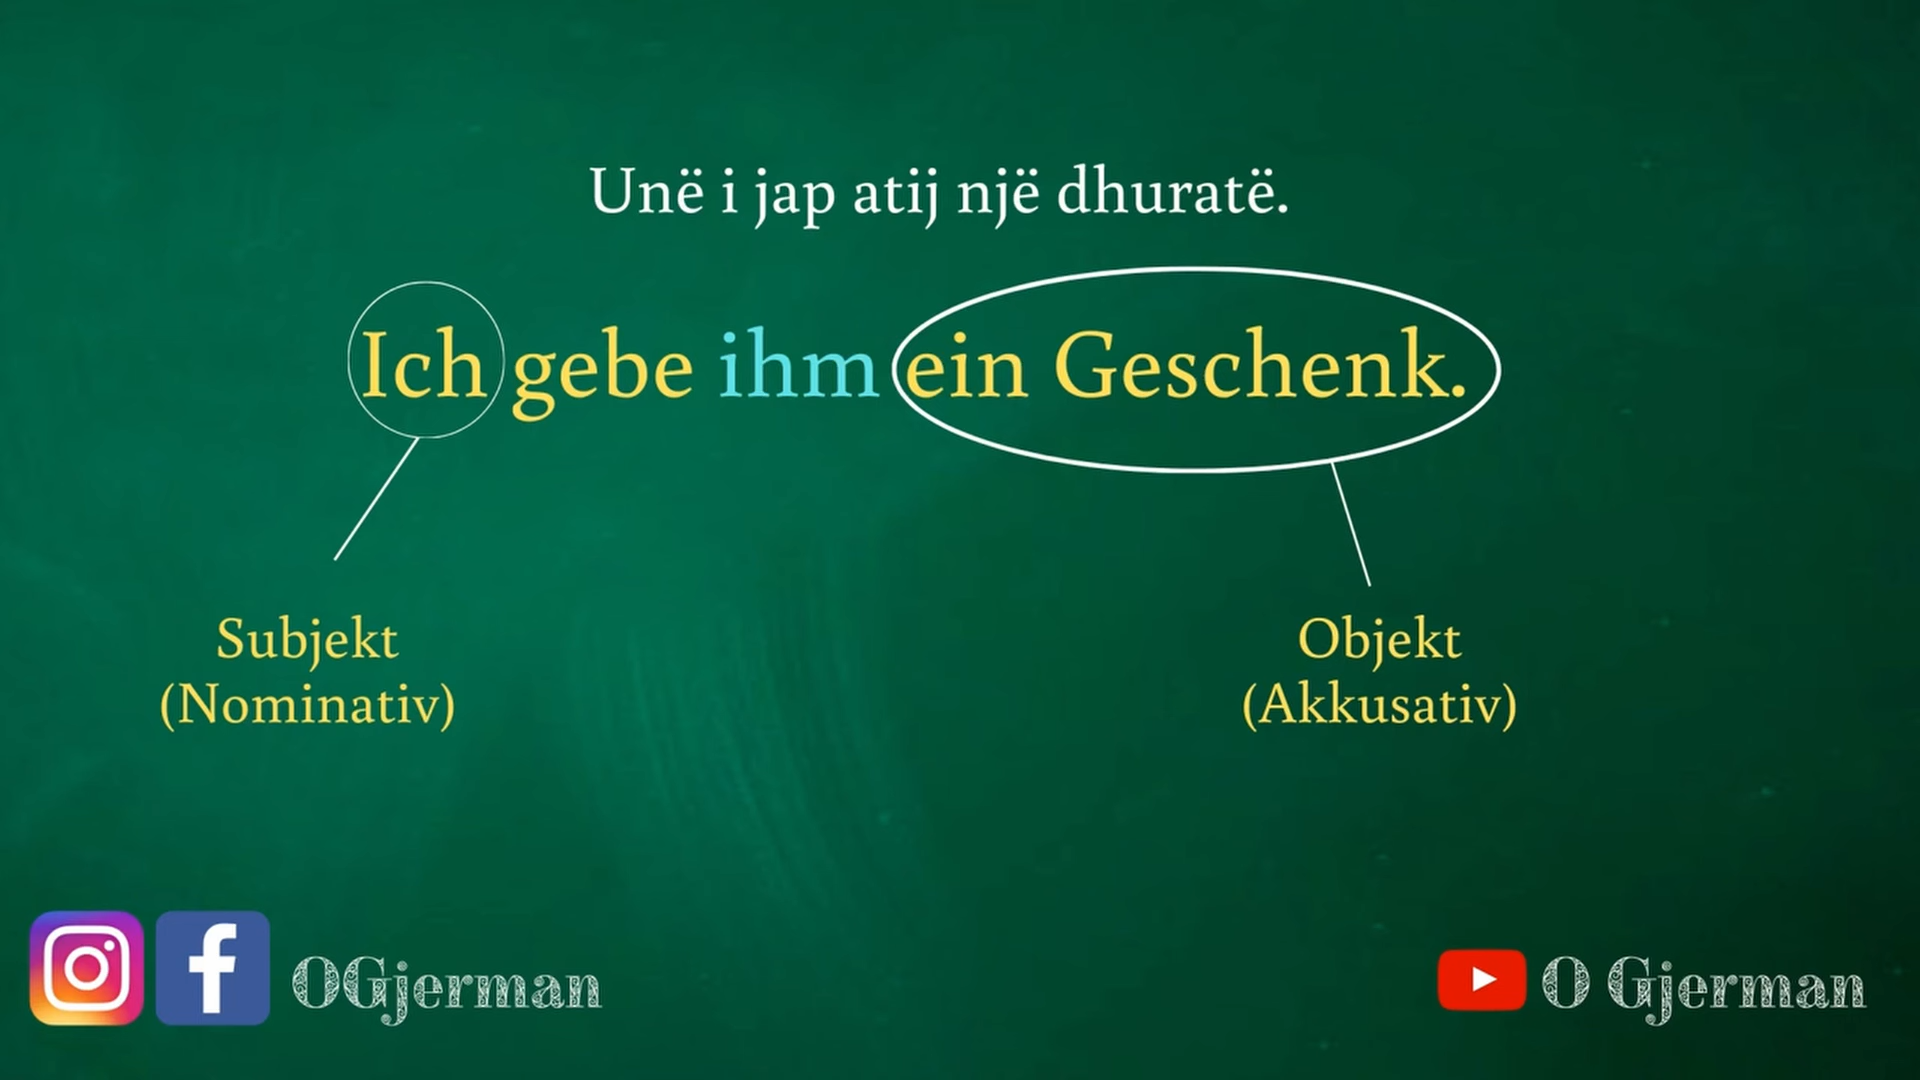 Unë i jap atij një dhuratë.
Ich gebe ihm ein Geschenk.
Subjekt
(Nominativ)
Objekt
(Akkusativ)
OGjerman
O Gjerman